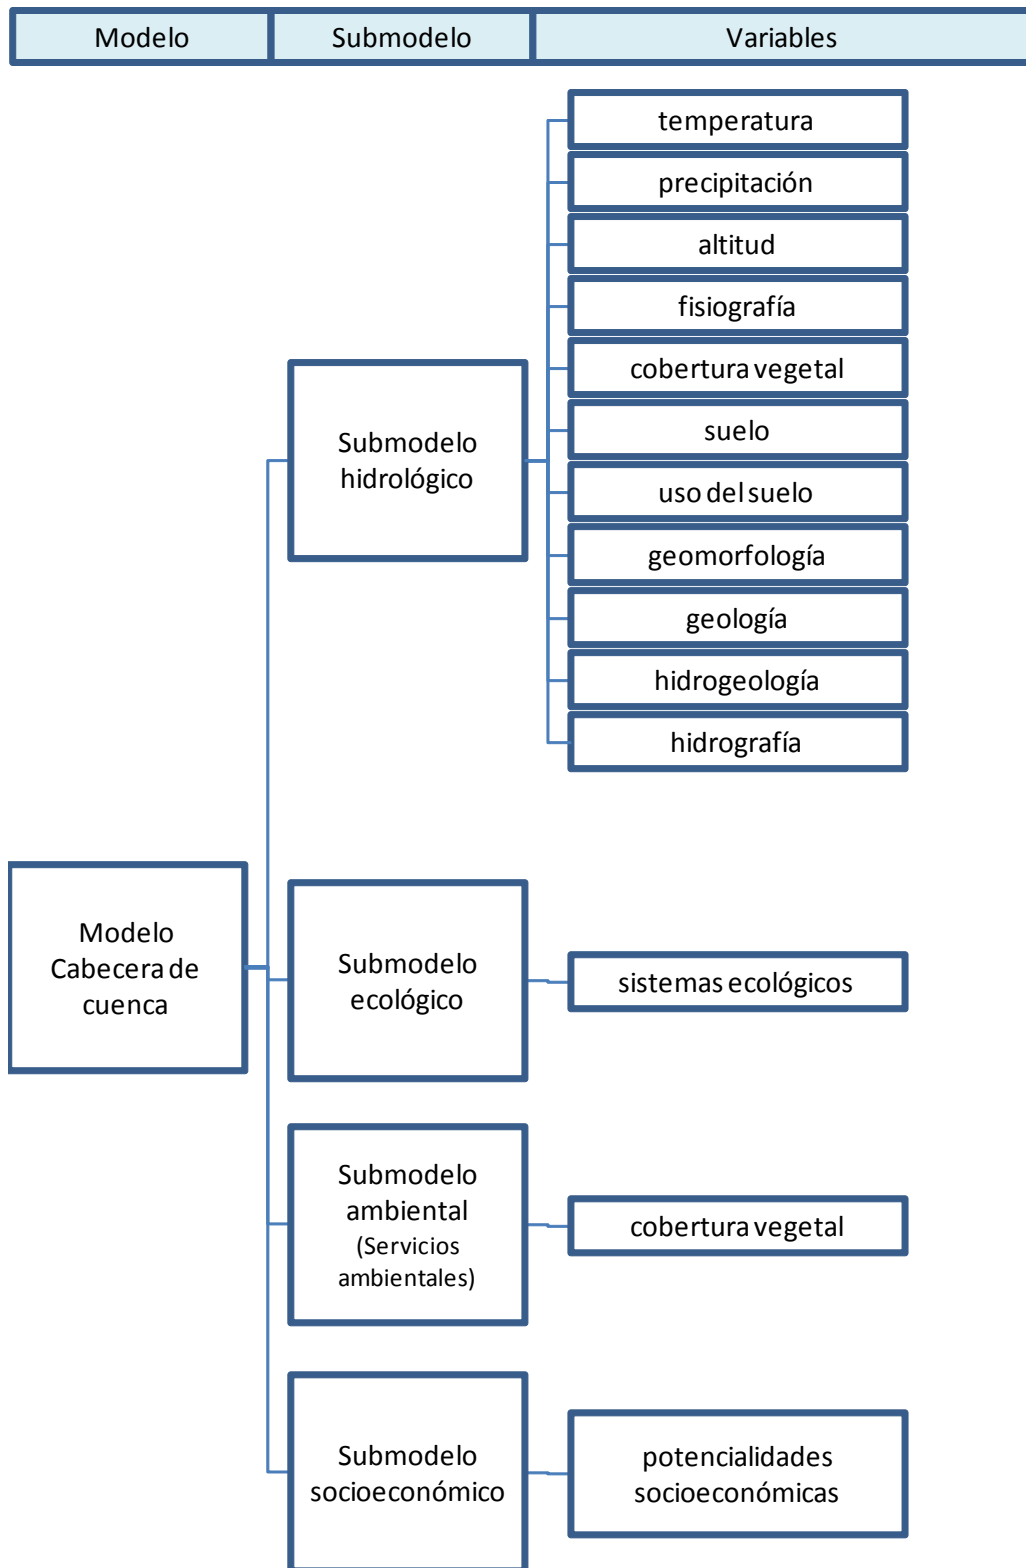 Modelo
Submodelo
Variables
temperatura
precipitación
altitud
fisiografía
cobertura vegetal
suelo
uso del suelo
geomorfología
geología
hidrogeología
hidrografía
Submodelo
hidrológico
Modelo
Cabecera de
cuenca
Submodelo
ecológico
sistemas ecológicos
Submodelo
ambiental
(Servicios
ambientales)
cobertura vegetal
Submodelo
socioeconómico
potencialidades
socioeconómicas